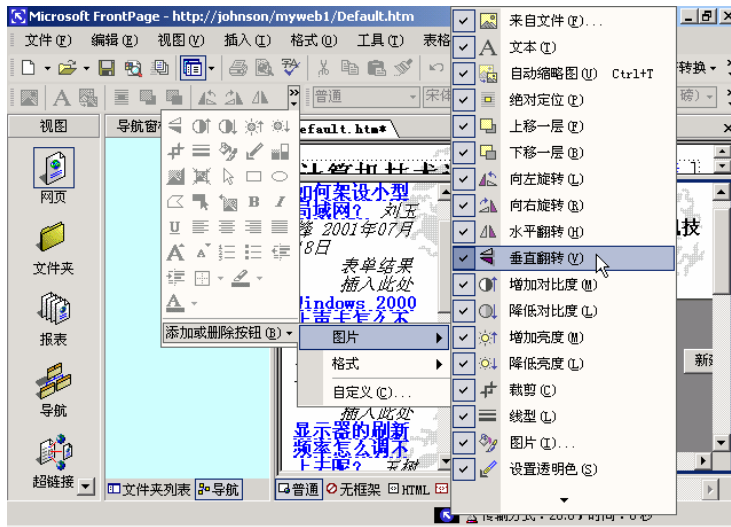 Microsoft FrontPage - http://johnson/myweb1/Default.htm
文件(F) 编辑(E) 视图(V) 插入(I) 格式(O) 工具(T) 表格
转换
普通
宋体
磅)
视图
导航窗
efault.htm*
网页
文件夹
报表
导航
超链接
如何架设小型
局域网? 刘玉
锋 2001年07月
18日
表单结果
插入此处
Windows 2000
上声卡怎么不
插入此处
显示器的刷新
频率怎么调不
上去呢?
技
添加或删除按钮(B)
图片
格式
自定义(C)...
来自文件(F)...
文本(T)
自动缩略图(U) Ctrl+T
绝对定位(P)
上移一层(F)
下移一层(B)
向左旋转(L)
向右旋转(R)
水平翻转(H)
垂直翻转(V)
增加对比度(M)
降低对比度(L)
增加亮度(M)
降低亮度(L)
裁剪(C)
线型(L)
图片(I)...
设置透明色(S)
文件夹列表 导航
普通 无框架 HTML